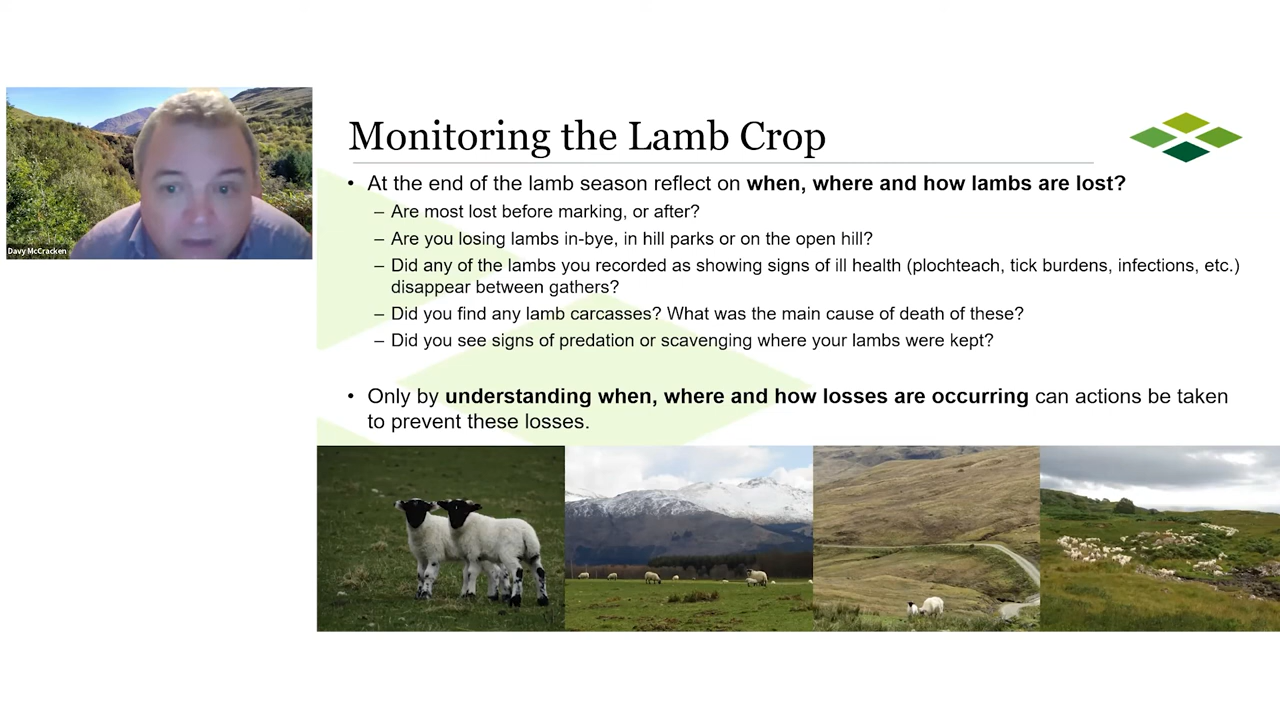 Davy McCracken
Monitoring the Lamb Crop
• At the end of the lamb season reflect on when, where and how lambs are lost?
– Are most lost before marking, or after?
– Are you losing lambs in-bye, in hill parks or on the open hill?
– Did any of the lambs you recorded as showing signs of ill health (plochteach, tick burdens, infections, etc.)
disappear between gathers?
– Did you find any lamb carcasses? What was the main cause of death of these?
– Did you see signs of predation or scavenging where your lambs were kept?
• Only by understanding when, where and how losses are occurring can actions be taken
to prevent these losses.